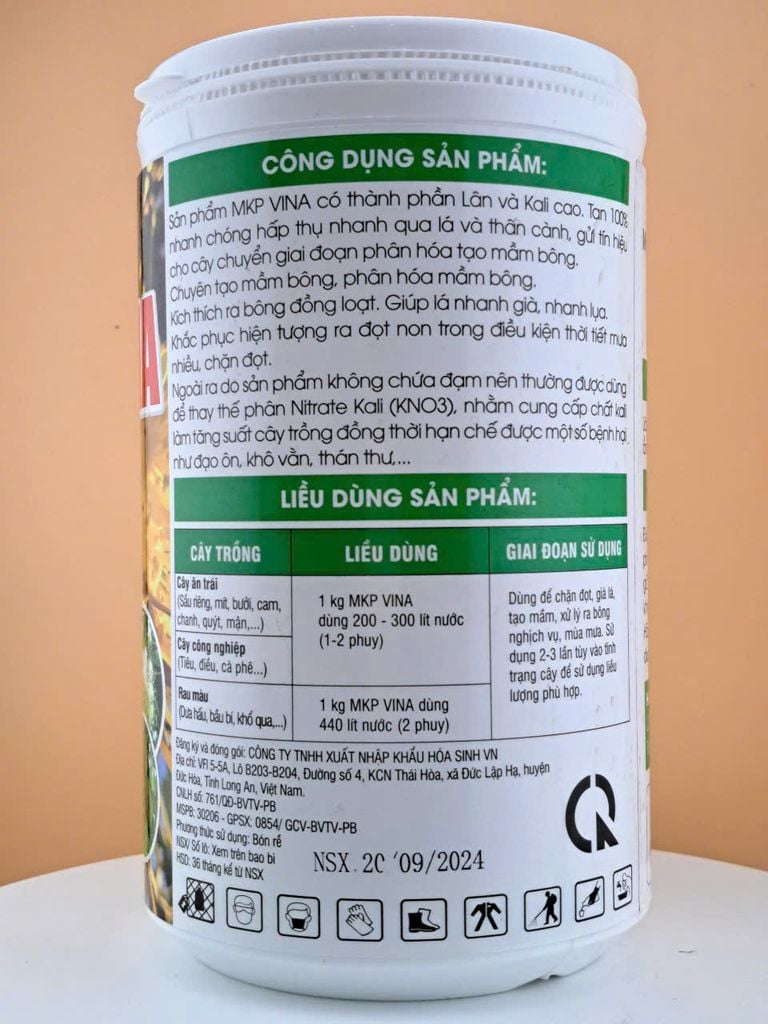 CÔNG DỤNG SẢN PHẨM:
Sản phẩm MKP VINA có thành phần Lân và Kali cao. Tan 100%
nhanh chóng hấp thụ nhanh qua lá và thấn cành, gửi tín hiệu
cho cây chuyển giai đoạn phân hóa tạo mầm bông.
Chuyên tạo mầm bông, phân hóa mầm bông.
Kích thích ra bông đồng loạt. Giúp lá nhanh già, nhanh lụa.
Khắc phục hiện tượng ra đọt non trong điều kiện thời tiết mưa
nhiều, chặn đọt.
Ngoài ra do sản phẩm không chứa đạm nên thường được dùng
để thay thế phân Nitrate Kali (KNO3), nhằm cung cấp chất kali
làm tăng suất cây trồng đồng thời hạn chế được một số bệnh hại
như đạo ôn, khô vằn, thán thư,...
LIỀU DÙNG SẢN PHẨM:
CÂY TRỒNG LIỀU DÙNG GIAI ĐOẠN SỬ DỤNG
Cây ăn trái
(Sầu riêng, mít, bưởi, cam,
chanh, quýt, mận,...)
Cây công nghiệp
(Tiêu, điều, cà phê...)
1 kg MKP VINA
dùng 200 - 300 lít nước
(1-2 phuy)
Rau màu
(Dưa hấu, bầu bí, khổ qua,...)
1 kg MKP VINA dùng
440 lít nước (2 phuy)
Dùng để chặn đọt, già lá,
tạo mầm, xử lý ra bông
nghịch vụ, mùa mưa. Sử
dụng 2-3 lần tùy vào tình
trạng cây để sử dụng liều
lượng phù hợp.
Đăng ký và đóng gói: CÔNG TY TNHH XUẤT NHẬP KHẨU HÓA SINH VN
Địa chỉ: VFI 5-5A, Lô B203-B204, Đường số 4, KCN Thái Hòa, xã Đức Lập Hạ, huyện
Đức Hòa, Tỉnh Long An, Việt Nam.
CNLH số: 761/QĐ-BVTV-PB
MSPB: 30206 - GPSX: 0854/ GCV-BVTV-PB
Phương thức sử dụng: Bón rễ
NSX/ Số lô: Xem trên bao bì
HSD: 36 tháng kể từ NSX
NSX 20/09/2024